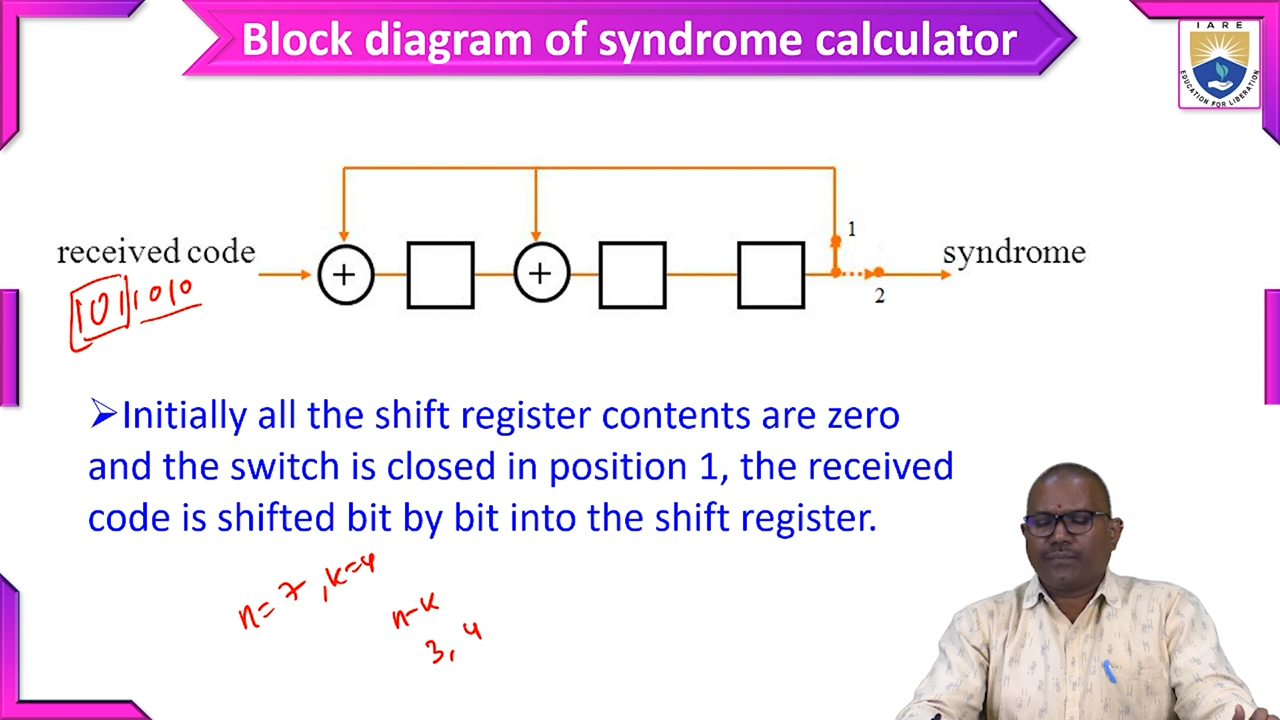 Block diagram of syndrome calculator
IARE
EDUCATION FOR LIBERATION
1
received code
+
+
syndrome
2
1011010
➤Initially all the shift register contents are zero
and the switch is closed in position 1, the received
code is shifted bit by bit into the shift register.
n=7, k=4
n-k
3, 4